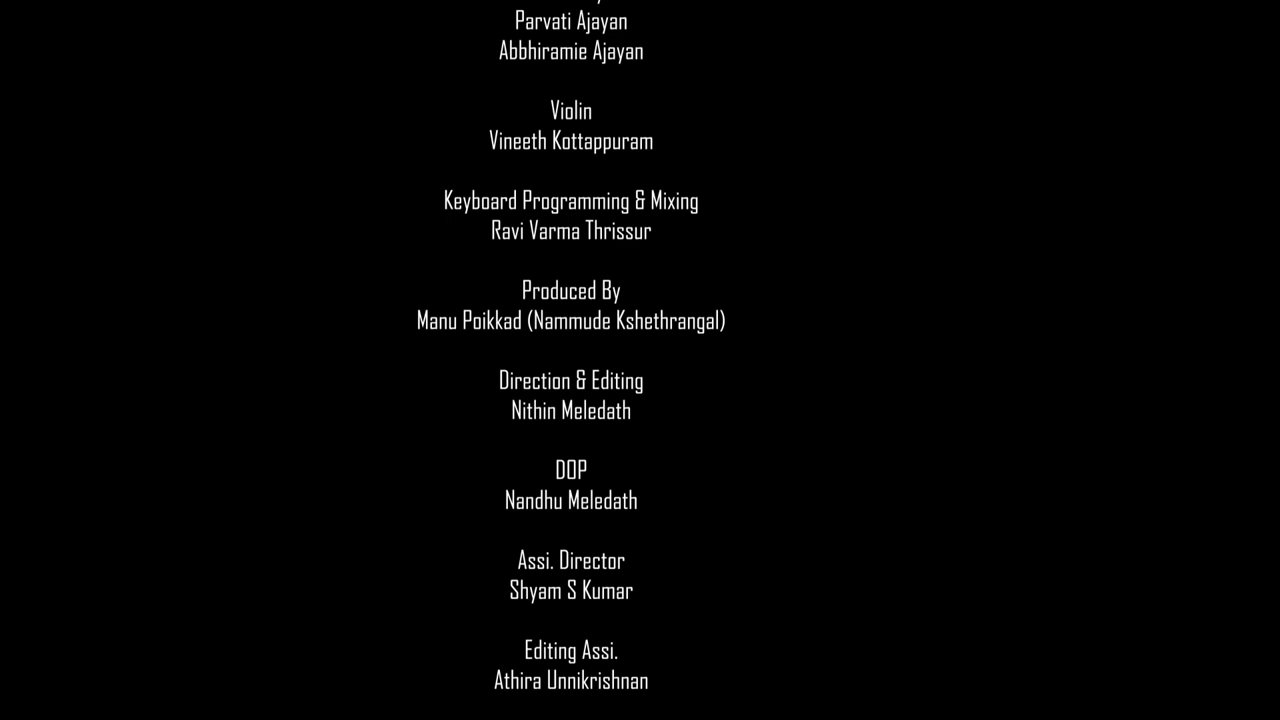 Parvati Ajayan
Abbhiramie Ajayan
Violin
Vineeth Kottappuram
Keyboard Programming & Mixing
Ravi Varma Thrissur
Produced By
Manu Poikkad (Nammude Kshethrangal)
Direction & Editing
Nithin Meledath
DOP
Nandhu Meledath
Assi. Director
Shyam S Kumar
Editing Assi.
Athira Unnikrishnan